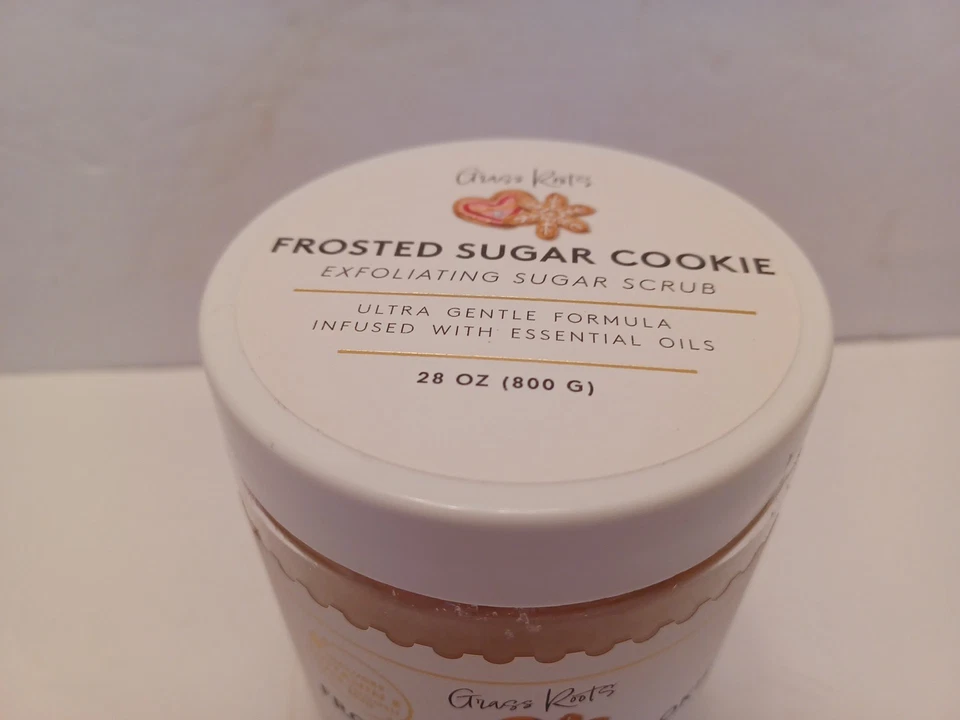 Grass Roots
FROSTED SUGAR COOKIE
EXFOLIATING SUGAR SCRUB
ULTRA GENTLE FORMULA
INFUSED WITH ESSENTIAL OILS
28 OZ (800 G)
Grass Roots